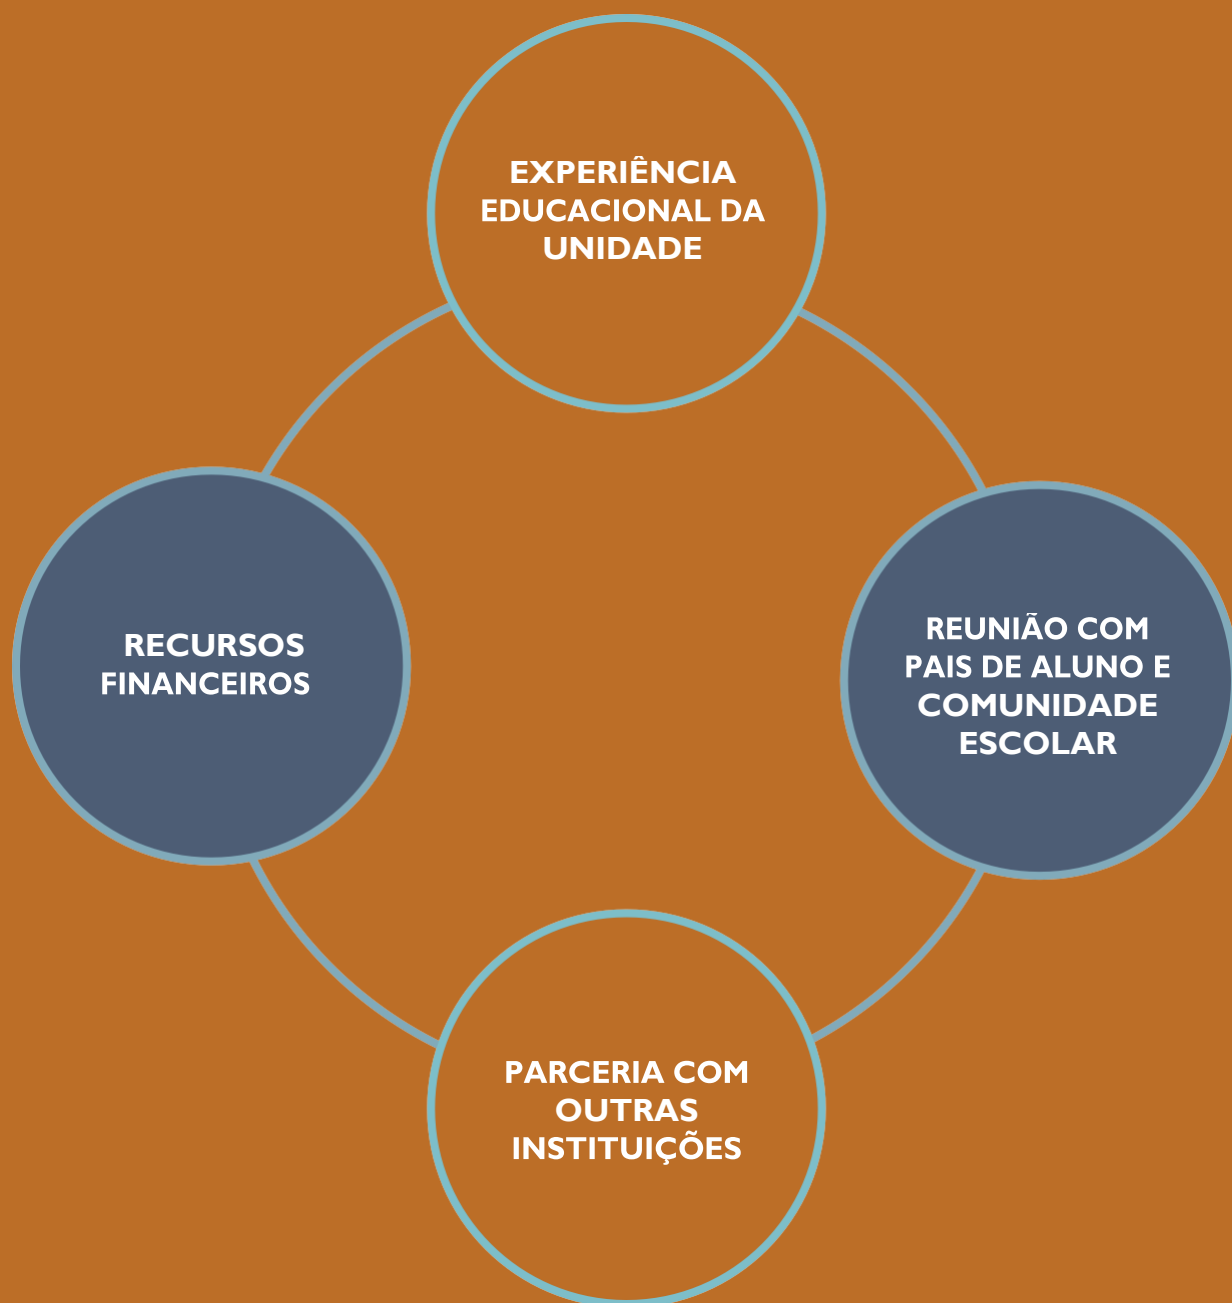 EXPERIÊNCIA
EDUCACIONAL DA
UNIDADE
RECURSOS
FINANCEIROS
REUNIÃO COM
PAIS DE ALUNO E
COMUNIDADE
ESCOLAR
PARCERIA COM
OUTRAS
INSTITUIÇÕES